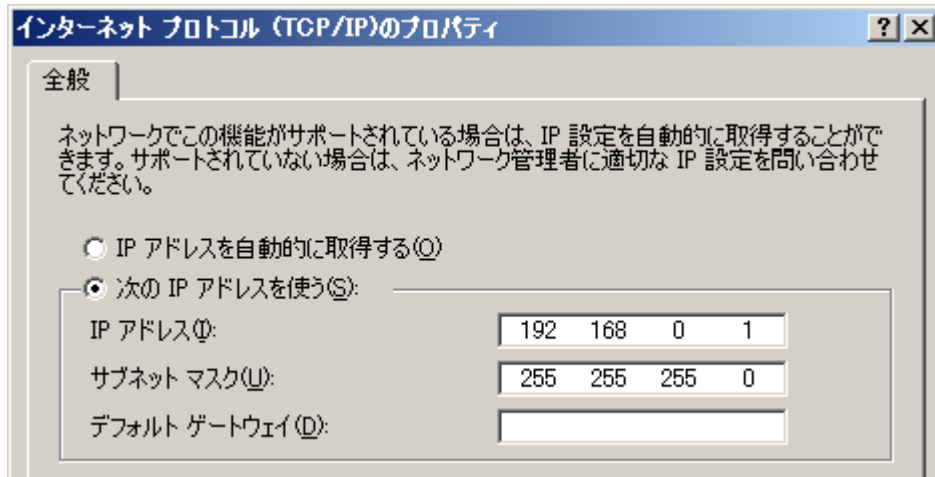 インターネット プロトコル (TCP/IP)のプロパティ
全般
ネットワークでこの機能がサポートされている場合は、IP 設定を自動的に取得することがで
きます。サポートされていない場合は、ネットワーク管理者に適切な IP 設定を問い合わせ
てください。
IP アドレスを自動的に取得する(O)
次の IP アドレスを使う(S):
IP アドレス(I): 192 168 0 1
サブネット マスク(U): 255 255 255 0
デフォルト ゲートウェイ(D):